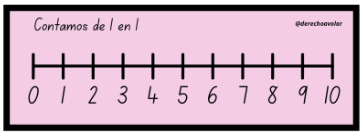 Contamos de 1 en 1
@derechoavolar
0 1 2 3 4 5 6 7 8 9 10